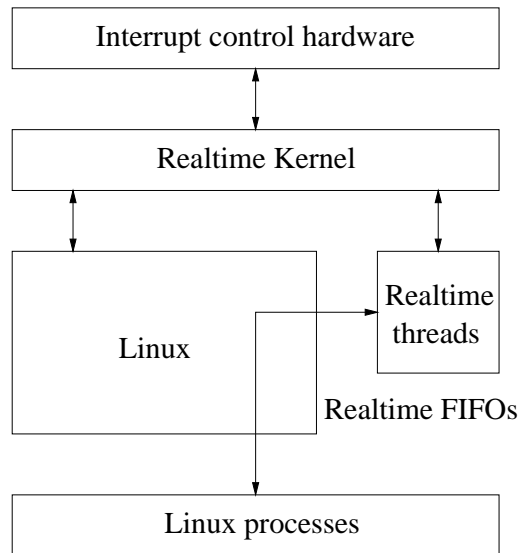 Interrupt control hardware
Realtime Kernel
Linux
Realtime
threads
Realtime FIFOs
Linux processes